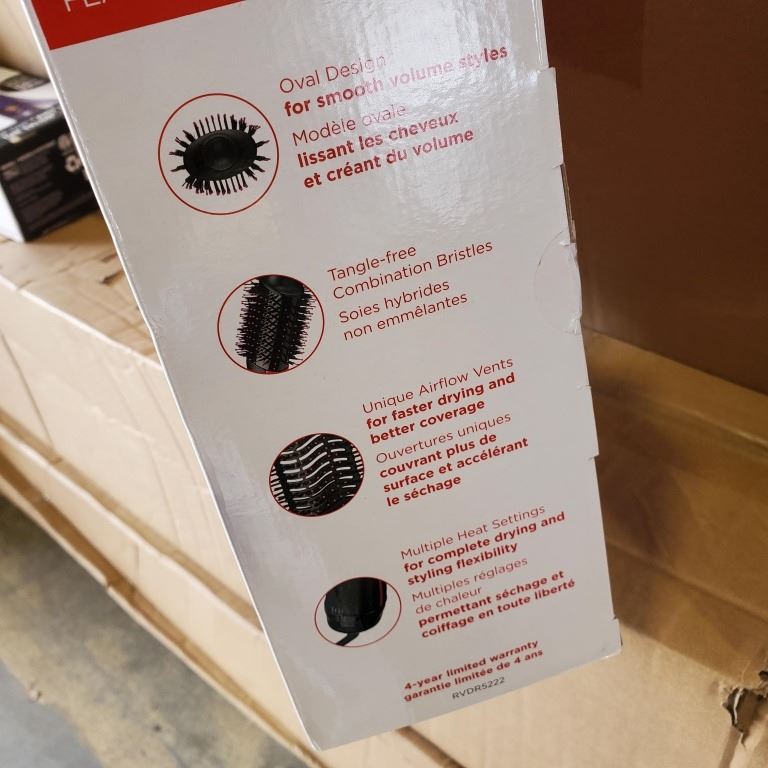 Oval Design
for smooth volume styles
Modèle ovale
lissant les cheveux
et créant du volume
Tangle-free
Combination Bristles
Soies hybrides
non emmêlantes
Unique Airflow Vents
for faster drying and
better coverage
Ouvertures uniques
couvrant plus de
surface et accélérant
le séchage
Multiple Heat Settings
for complete drying and
styling flexibility
Multiples réglages
de chaleur
permettant séchage et
coiffage en toute liberté
4-year limited warranty
garantie limitée de 4 ans
RVDR5222